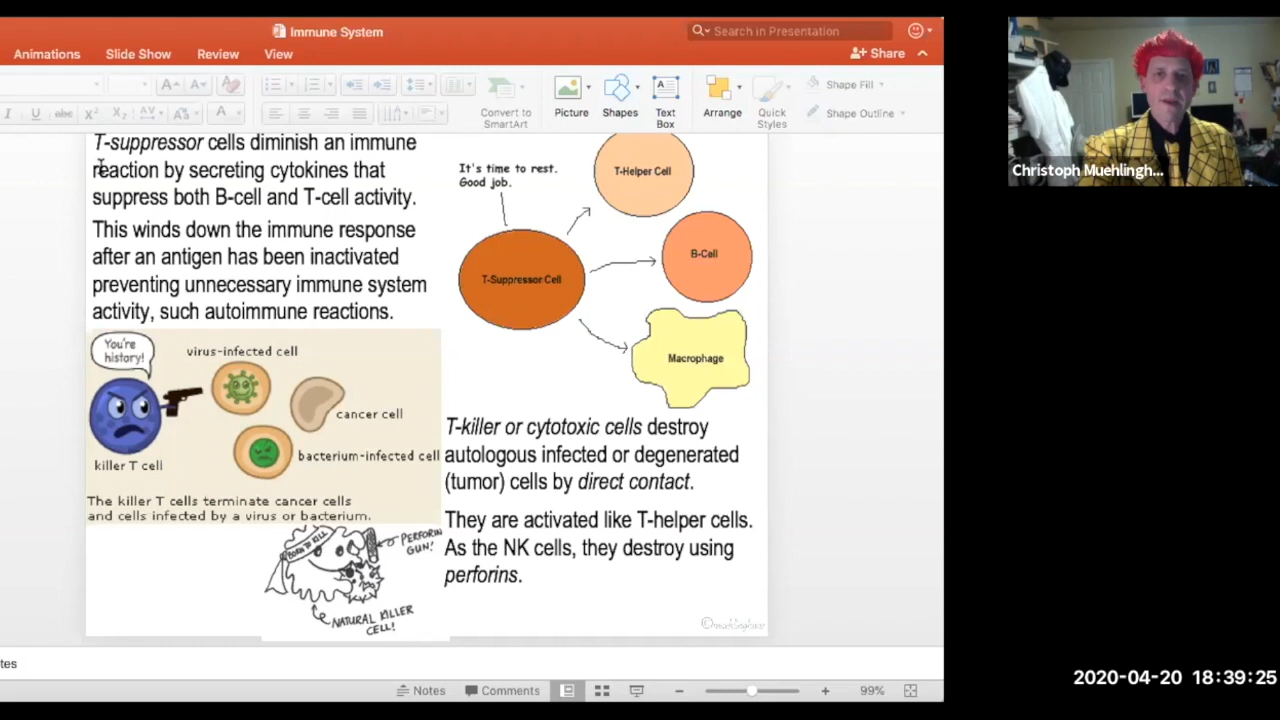 Immune System
Search in Presentation
Animations
Slide Show
Review
View
Share
Convert to
SmartArt
Picture
Shapes
Text
Box
Arrange
Quick
Styles
Shape Fill
Shape Outline
T-suppressor cells diminish an immune
reaction by secreting cytokines that
suppress both B-cell and T-cell activity.
This winds down the immune response
after an antigen has been inactivated
preventing unnecessary immune system
activity, such autoimmune reactions.
It's time to rest.
Good job.
T-Helper Cell
B-Cell
T-Suppressor Cell
Macrophage
You're
history!
virus-infected cell
cancer cell
bacterium-infected cell
killer T cell
The killer T cells terminate cancer cells
and cells infected by a virus or bacterium.
BORN TO KILL
PERFORIN
GUN!
NATURAL KILLER
CELL!
T-killer or cytotoxic cells destroy
autologous infected or degenerated
(tumor) cells by direct contact.
They are activated like T-helper cells.
As the NK cells, they destroy using
perforins.
tes
Notes
Comments
99%
Christoph Muehlingh...
2020-04-20 18:39:25